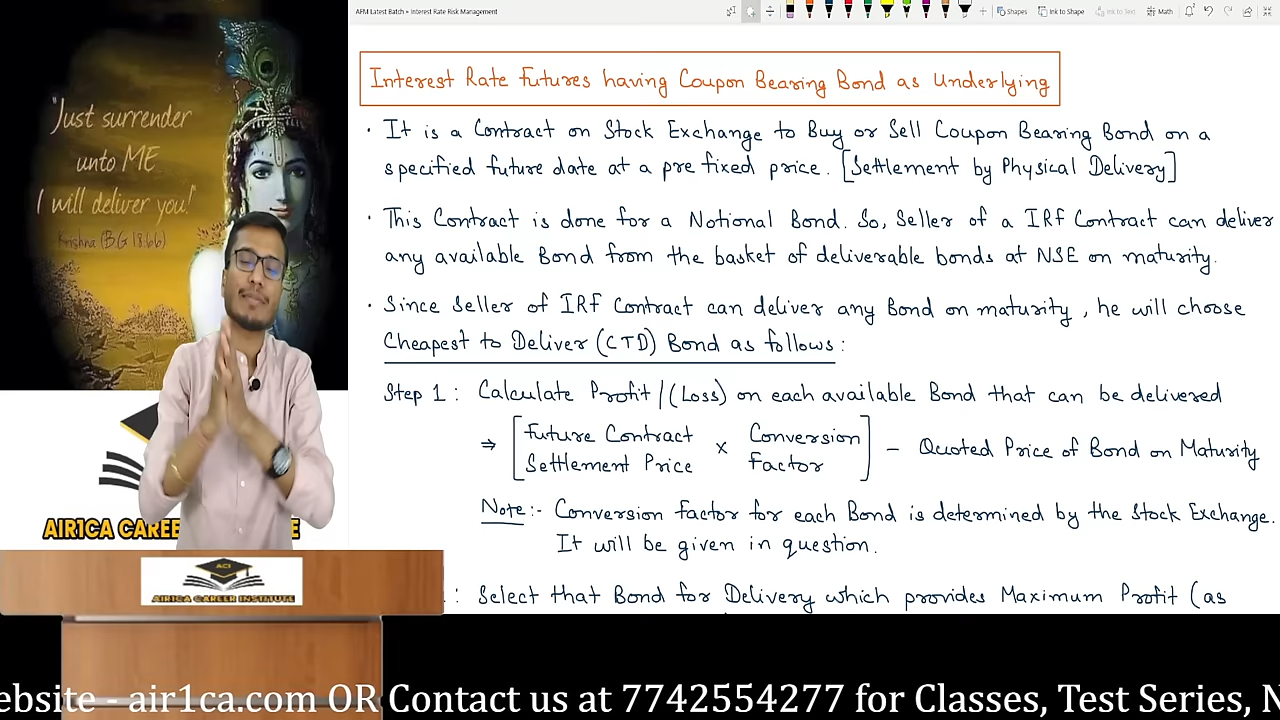 AFM Latest Batch » Interest Rate Risk Management
Shapes
Ink to Shape
Ink to Text
Math
"Just surrender
unto ME
I will deliver you!"
Krishna (BG 18:66)
Interest Rate Futures having Coupon Bearing Bond as Underlying
· It is a Contract on Stock Exchange to Buy or Sell Coupon Bearing Bond on a
specified future date at a pre fixed price. [Settlement by Physical Delivery]
· This Contract is done for a Notional Bond. So, Seller of a IRF Contract can deliver
any available Bond from the basket of deliverable bonds at NSE on maturity.
· Since Seller of IRF Contract can deliver any Bond on maturity, he will choose
Cheapest to Deliver (CTD) Bond as follows:
Step 1: Calculate Profit/(Loss) on each available Bond that can be delivered
⇒ [Future Contract Settlement Price × Conversion Factor] − Quoted Price of Bond on Maturity
Note:- Conversion Factor for each Bond is determined by the Stock Exchange.
It will be given in question.
: Select that Bond for Delivery which provides Maximum Profit (as
AIR1CA CAREE
E
ACI
AIR1CA CAREER INSTITUTE
ebsite - air1ca.com OR Contact us at 7742554277 for Classes, Test Series, N